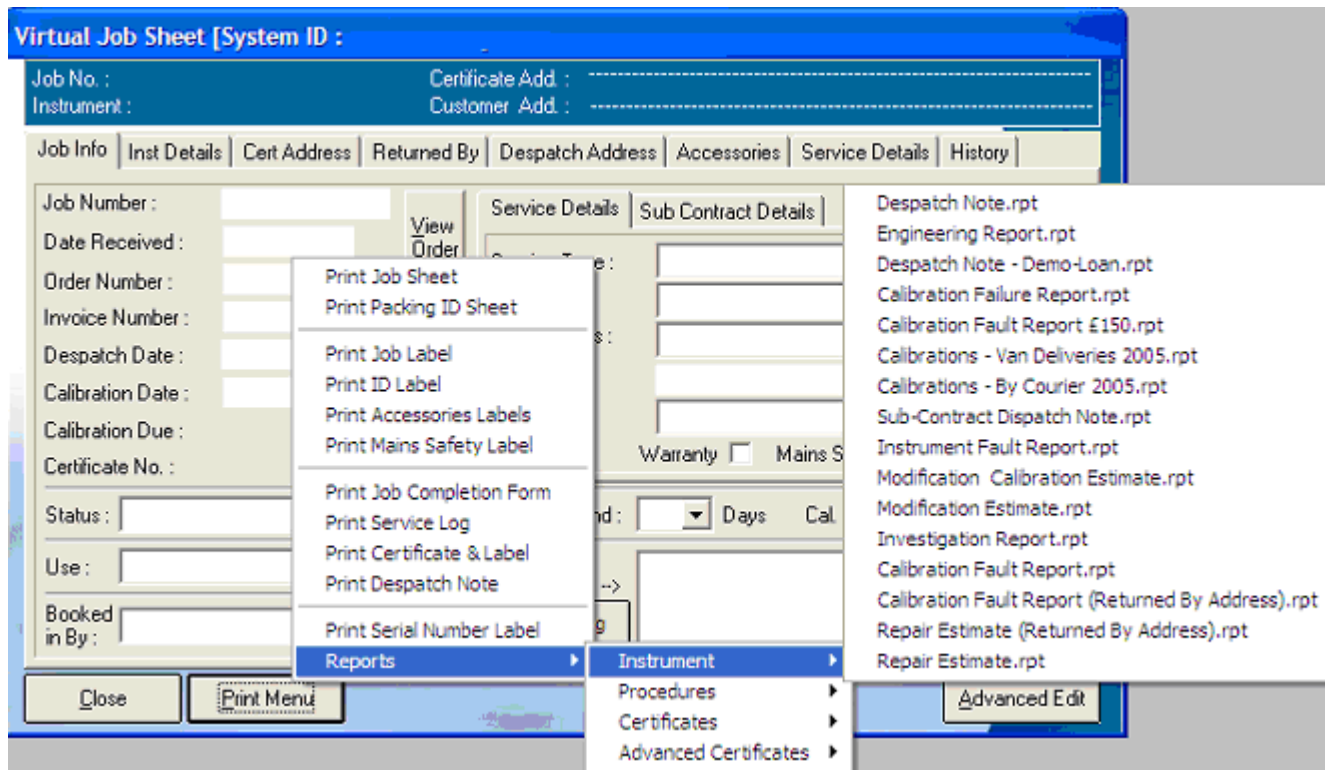 Virtual Job Sheet [System ID :
Job No. :
Certificate Add. :
Instrument :
Customer Add. :
Job Info
Inst Details
Cert Address
Returned By
Despatch Address
Accessories
Service Details
History
Job Number :
Date Received :
Order Number :
Invoice Number :
Despatch Date :
Calibration Date :
Calibration Due :
Certificate No. :
Status :
Use :
Booked
in By :
View
Order
Service Details
Sub Contract Details
Warranty
Mains S
Days
Cal.
-->
Print Job Sheet
Print Packing ID Sheet
Print Job Label
Print ID Label
Print Accessories Labels
Print Mains Safety Label
Print Job Completion Form
Print Service Log
Print Certificate & Label
Print Despatch Note
Print Serial Number Label
Reports
Instrument
Procedures
Certificates
Advanced Certificates
Despatch Note.rpt
Engineering Report.rpt
Despatch Note - Demo-Loan.rpt
Calibration Failure Report.rpt
Calibration Fault Report £150.rpt
Calibrations - Van Deliveries 2005.rpt
Calibrations - By Courier 2005.rpt
Sub-Contract Dispatch Note.rpt
Instrument Fault Report.rpt
Modification Calibration Estimate.rpt
Modification Estimate.rpt
Investigation Report.rpt
Calibration Fault Report.rpt
Calibration Fault Report (Returned By Address).rpt
Repair Estimate (Returned By Address).rpt
Repair Estimate.rpt
Close
Print Menu
Advanced Edit